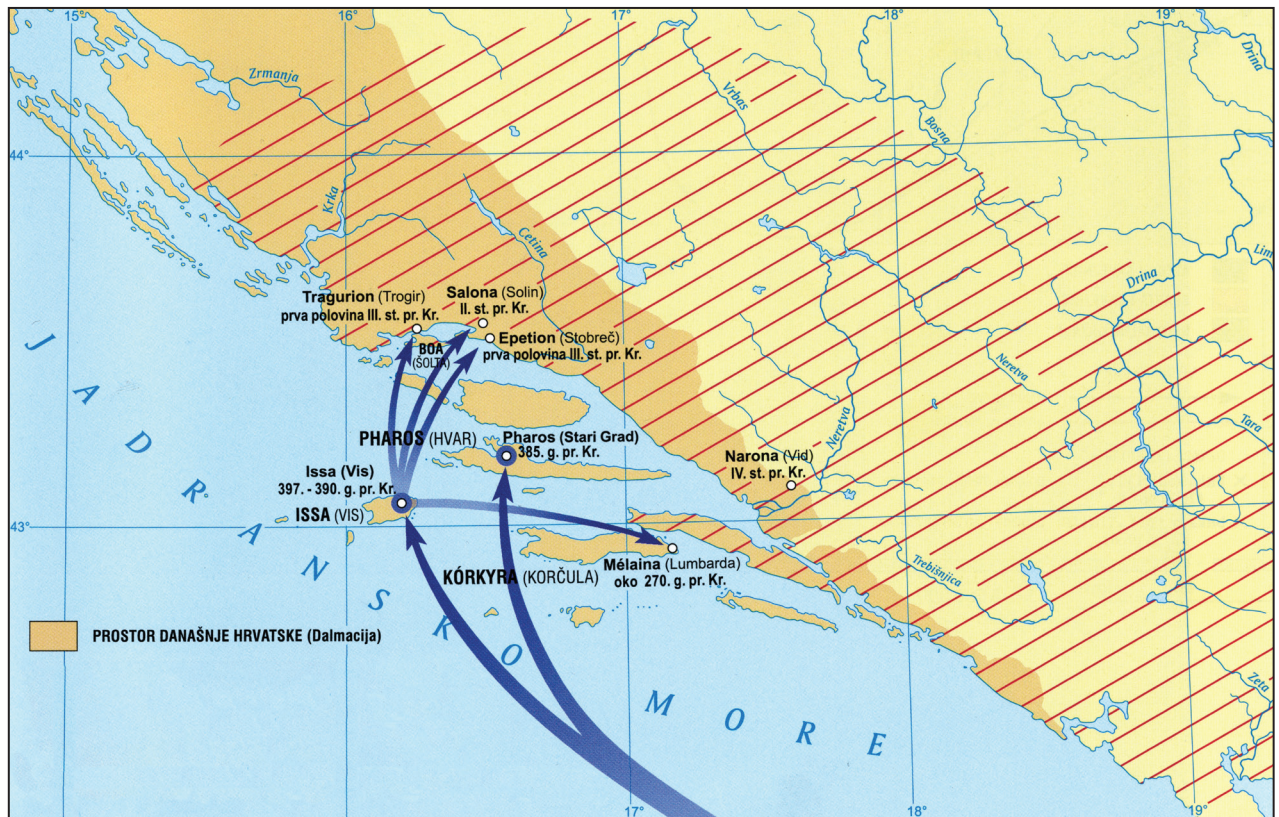 15°
16°
17°
18°
19°
Zrmanja
Vrbas
Bosna
Drina
44°
Krka
Cetina
Lim
Drina
Tragurion (Trogir)
prva polovina III. st. pr. Kr.
Salona (Solin)
II. st. pr. Kr.
Epetion (Stobreč)
prva polovina III. st. pr. Kr.
BOA
(ŠOLTA)
Neretva
Neretva
Tara
PHAROS (HVAR)
Pharos (Stari Grad)
385. g. pr. Kr.
Narona (Vid)
IV. st. pr. Kr.
Issa (Vis)
397. - 390. g. pr. Kr.
ISSA (VIS)
43°
Mélaina (Lumbarda)
oko 270. g. pr. Kr.
KÓRKYRA (KORČULA)
Trebišnjica
Zeta
JADRANSKO MORE
PROSTOR DANAŠNJE HRVATSKE (Dalmacija)
17°
18°
19°